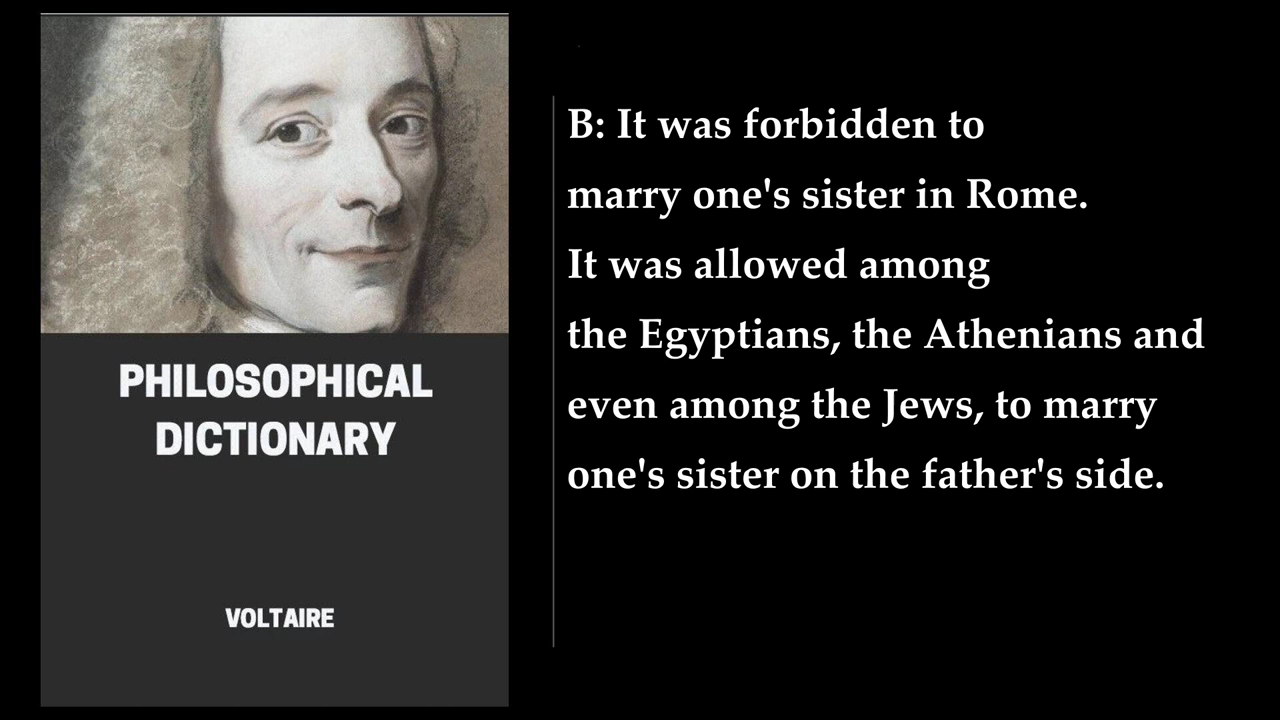 PHILOSOPHICAL
DICTIONARY
VOLTAIRE
B: It was forbidden to
marry one's sister in Rome.
It was allowed among
the Egyptians, the Athenians and
even among the Jews, to marry
one's sister on the father's side.